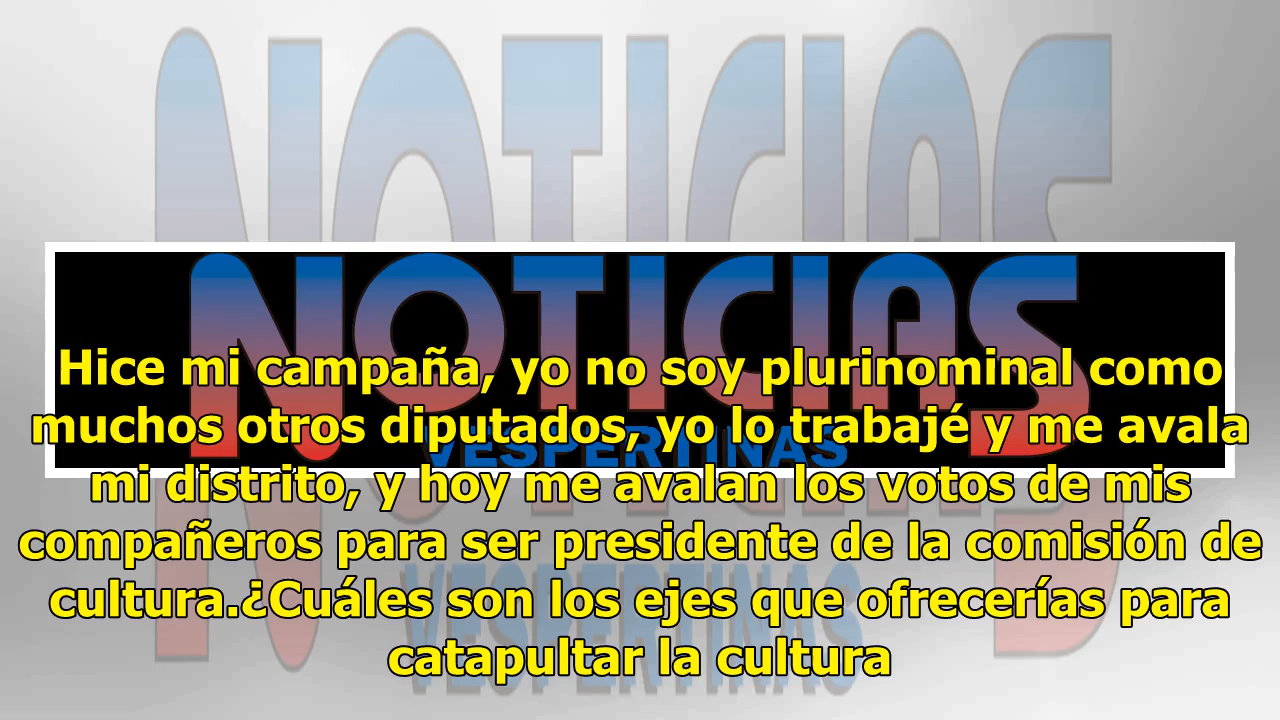 NOTICIAS
NOTICIAS
VESPERTINAS
Hice mi campaña, yo no soy plurinominal como
muchos otros diputados, yo lo trabajé y me avala
mi distrito, y hoy me avalan los votos de mis
compañeros para ser presidente de la comisión de
cultura.¿Cuáles son los ejes que ofrecerías para
catapultar la cultura
VESPERTINAS